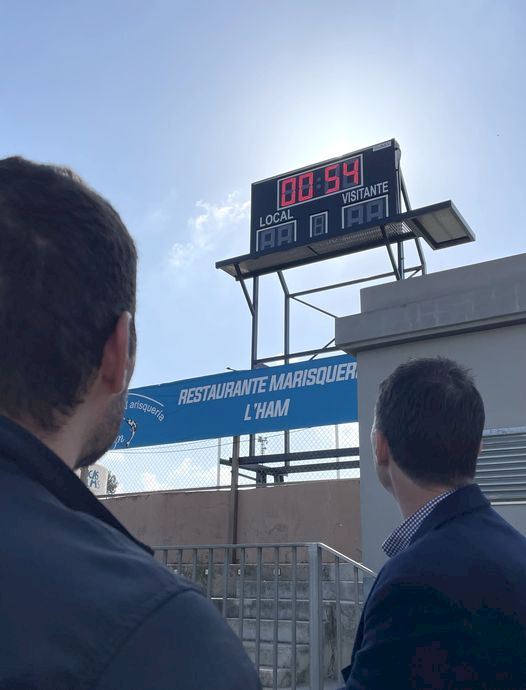 00:54
LOCAL
VISITANTE
RESTAURANTE MARISQUER
L'HAM
arisquería